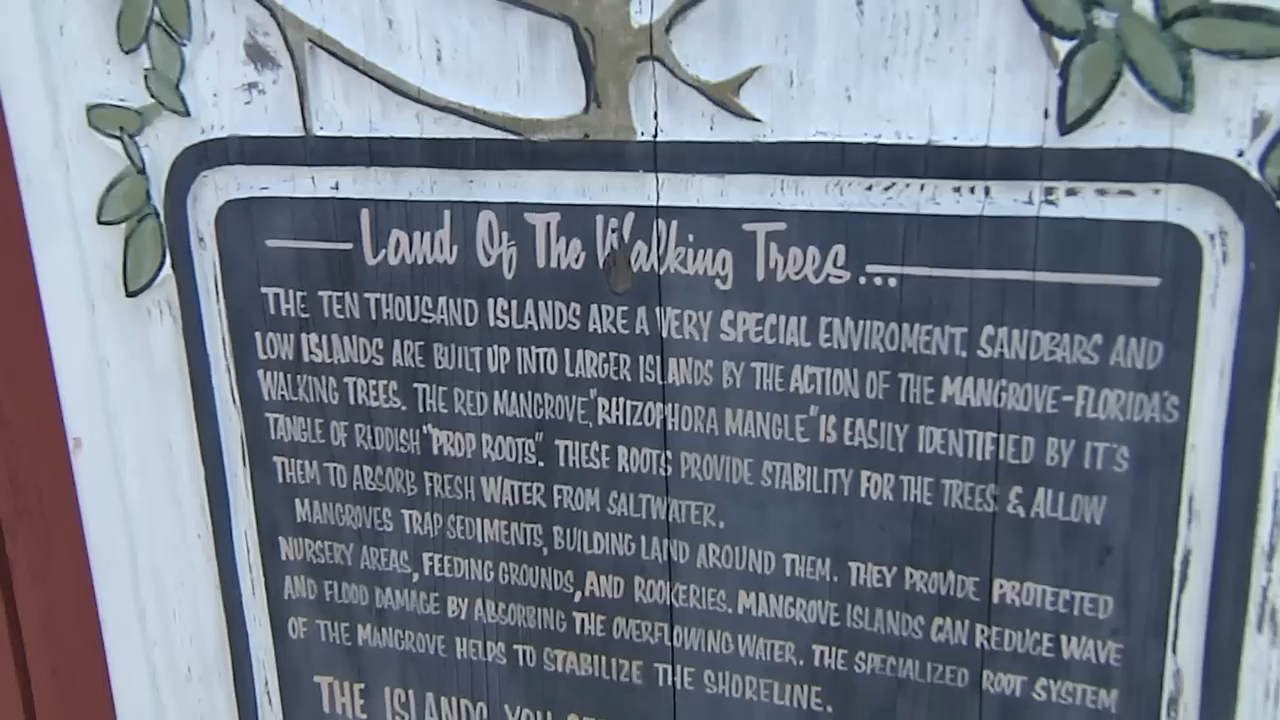 Land Of The Walking Trees...
THE TEN THOUSAND ISLANDS ARE A VERY SPECIAL ENVIROMENT. SANDBARS AND
LOW ISLANDS ARE BUILT UP INTO LARGER ISLANDS BY THE ACTION OF THE MANGROVE-FLORIDA'S
WALKING TREES. THE RED MANGROVE, "RHIZOPHORA MANGLE" IS EASILY IDENTIFIED BY IT'S
TANGLE OF REDDISH "PROP ROOTS". THESE ROOTS PROVIDE STABILITY FOR THE TREES & ALLOW
THEM TO ABSORB FRESH WATER FROM SALTWATER.
MANGROVES TRAP SEDIMENTS, BUILDING LAND AROUND THEM. THEY PROVIDE PROTECTED
NURSERY AREAS, FEEDING GROUNDS, AND ROOKERIES. MANGROVE ISLANDS CAN REDUCE WAVE
AND FLOOD DAMAGE BY ABSORBING THE OVERFLOWING WATER. THE SPECIALIZED ROOT SYSTEM
OF THE MANGROVE HELPS TO STABILIZE THE SHORELINE.
THE ISLANDS YOU